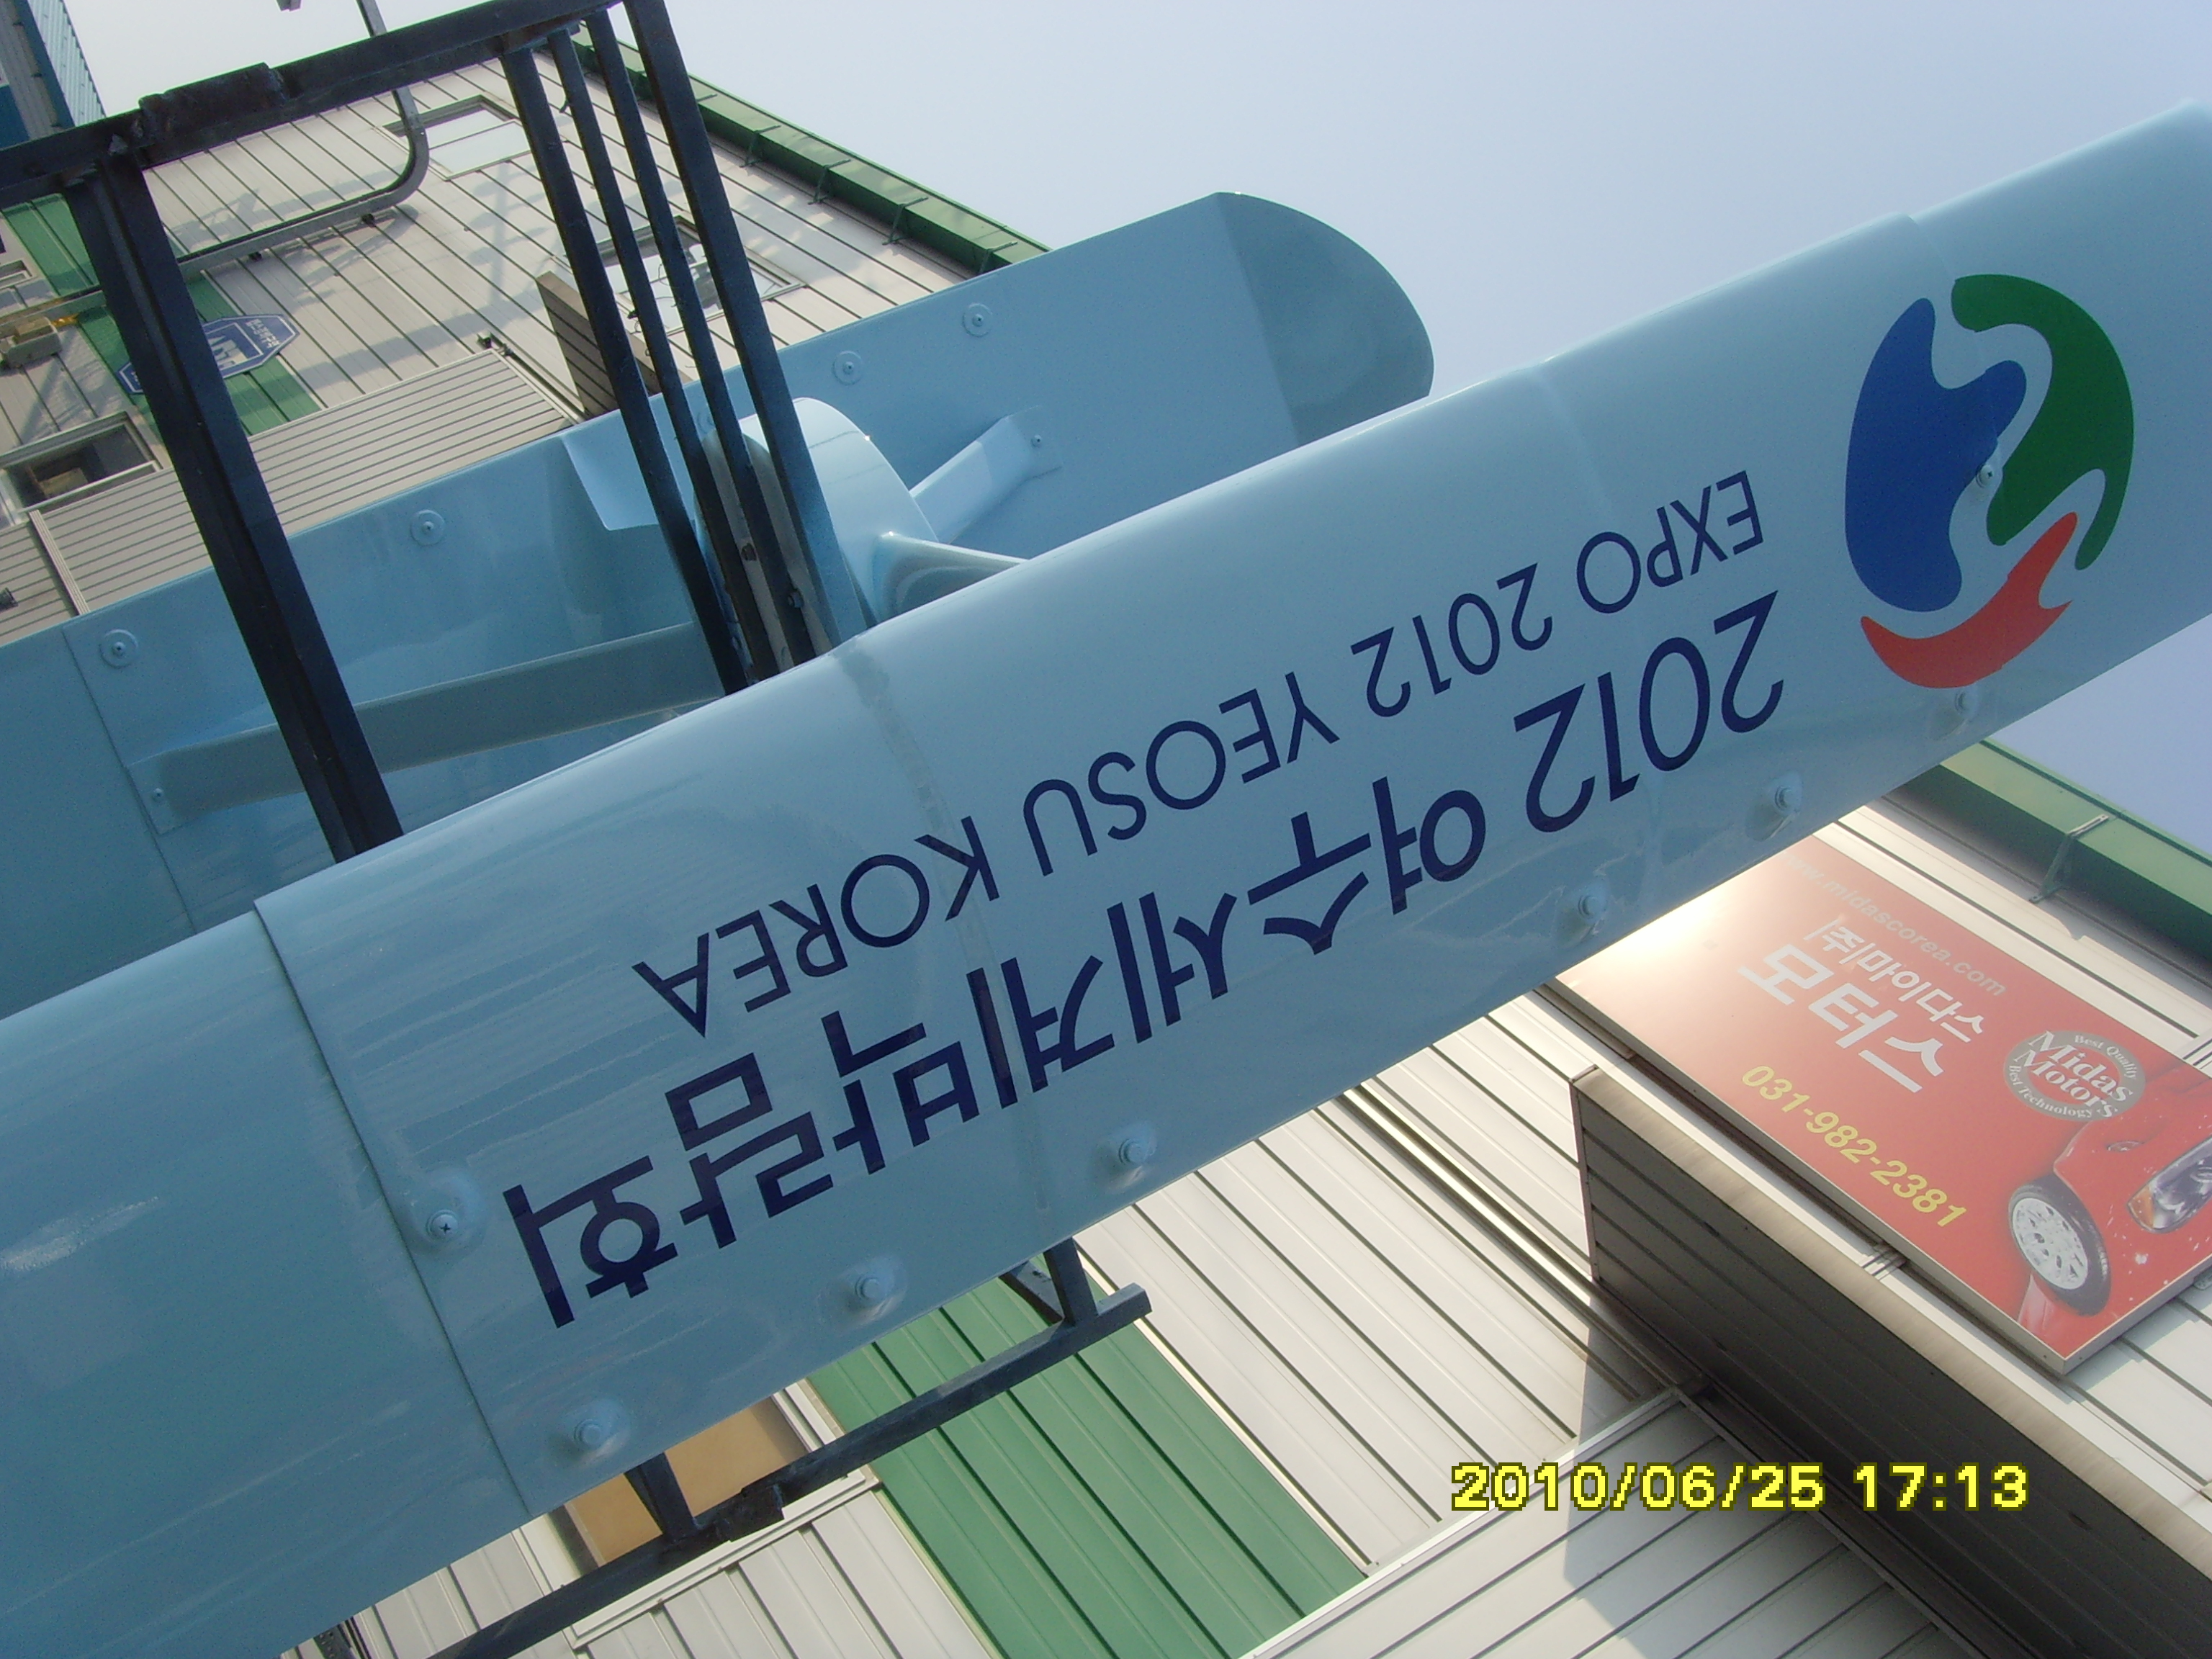 2012 여수세계박람회
EXPO 2012 YEOSU KOREA
www.midascorea.com
(주)마이다스
모터스
031-982-2381
Best Quality
Midas
Motors
Best Technology
2010/06/25 17:13